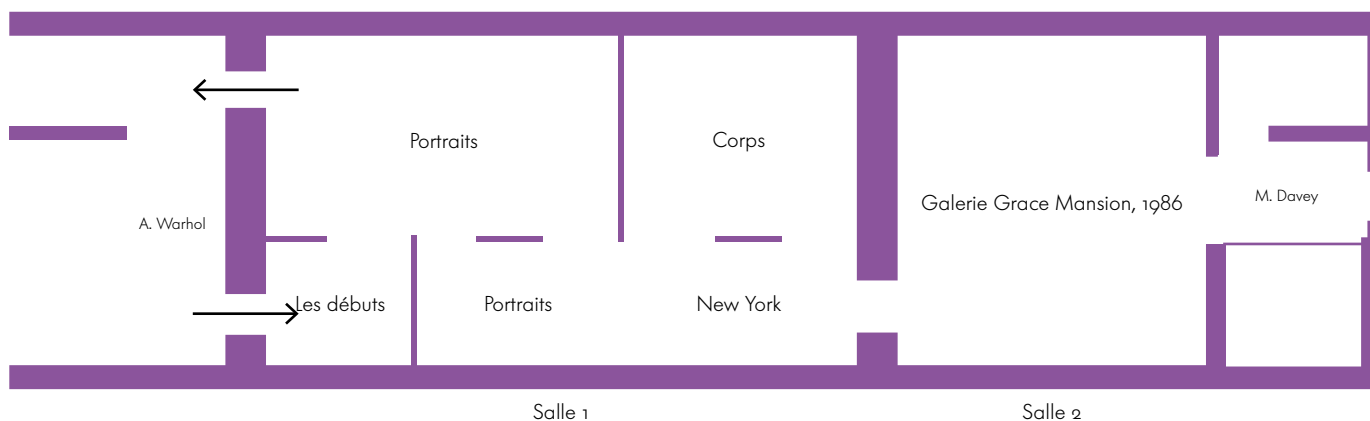 Portraits
Corps
A. Warhol
Galerie Grace Mansion, 1986
M. Davey
Les débuts
Portraits
New York
Salle 1
Salle 2